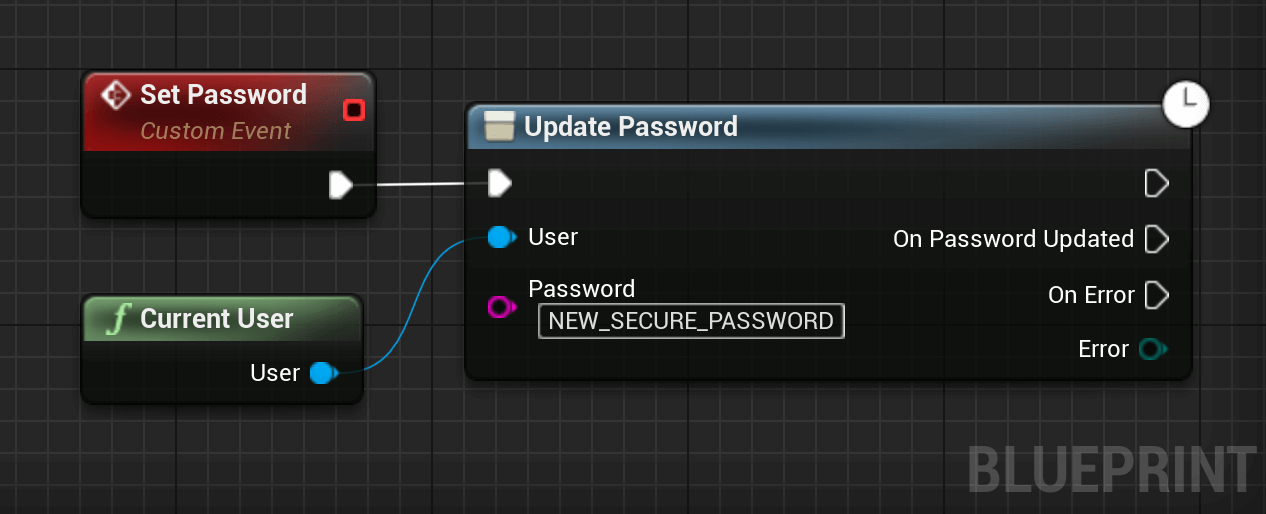 Set Password
Custom Event
Update Password
User
On Password Updated
Password
NEW_SECURE_PASSWORD
On Error
Error
Current User
User
BLUEPRINT